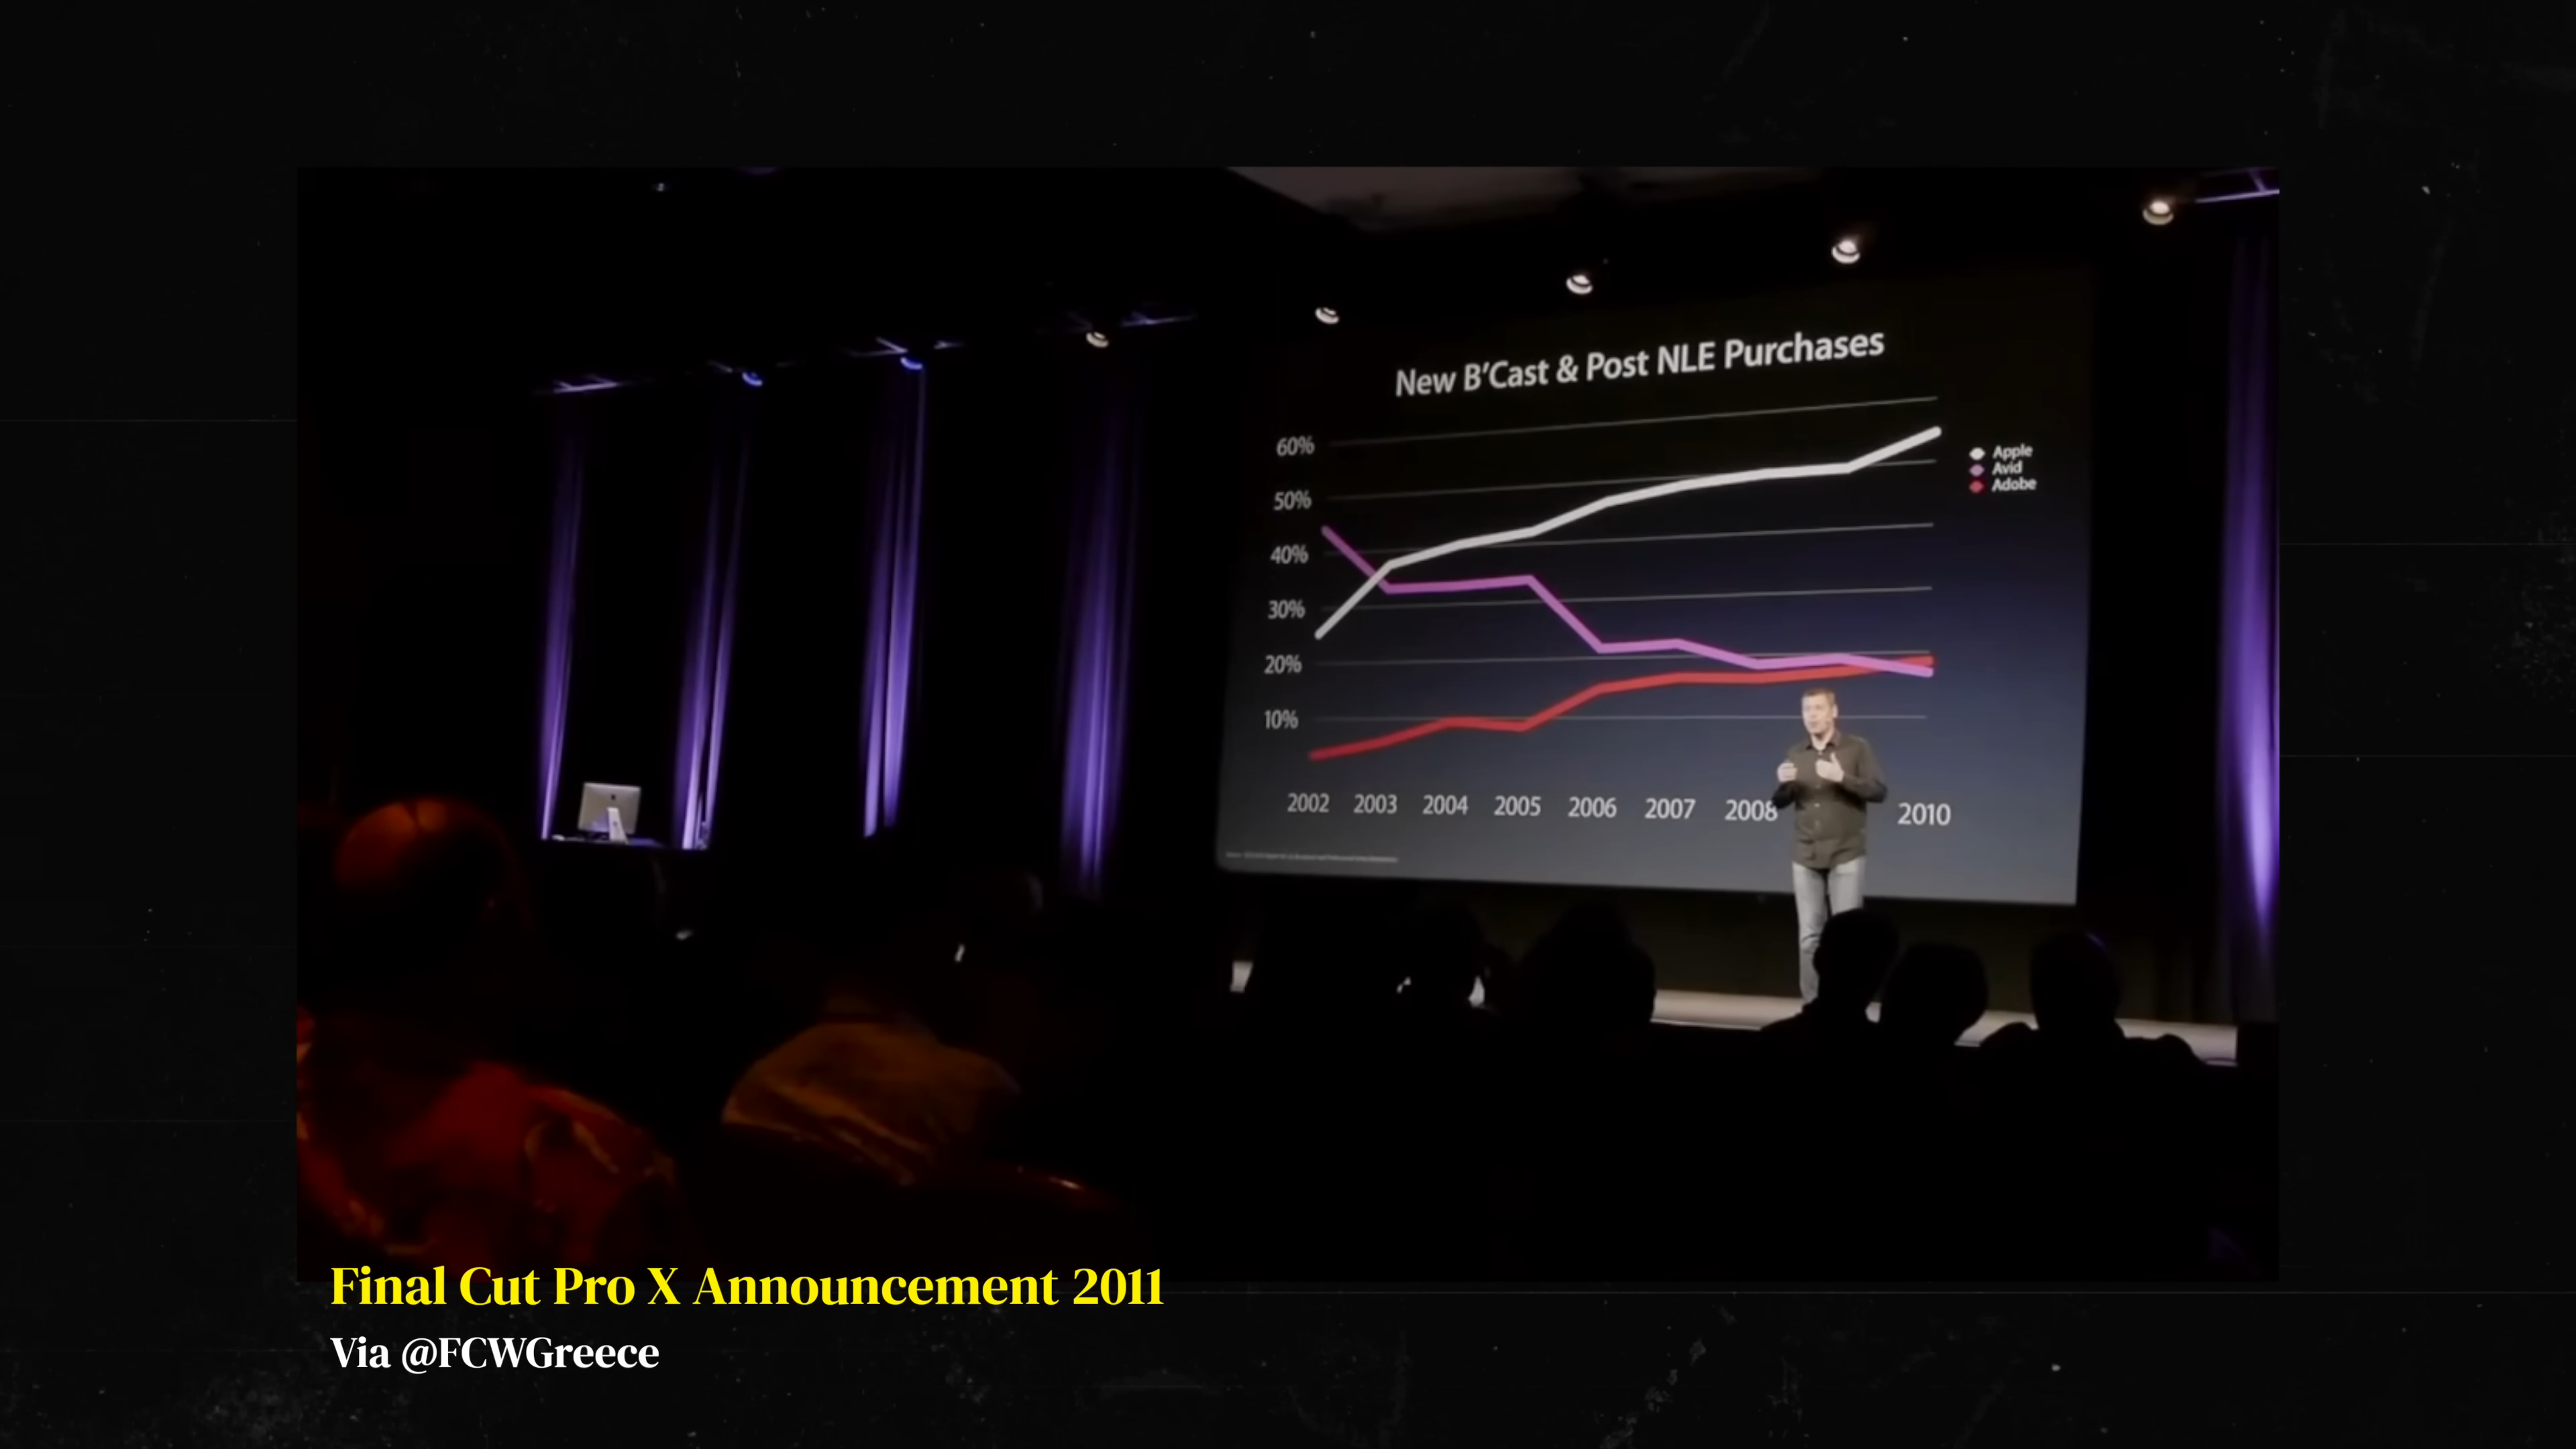 New B'Cast & Post NLE Purchases
60%
50%
40%
30%
20%
10%
Apple
Avid
Adobe
2002 2003 2004 2005 2006 2007 2008 2010
Final Cut Pro X Announcement 2011
Via @FCWGreece